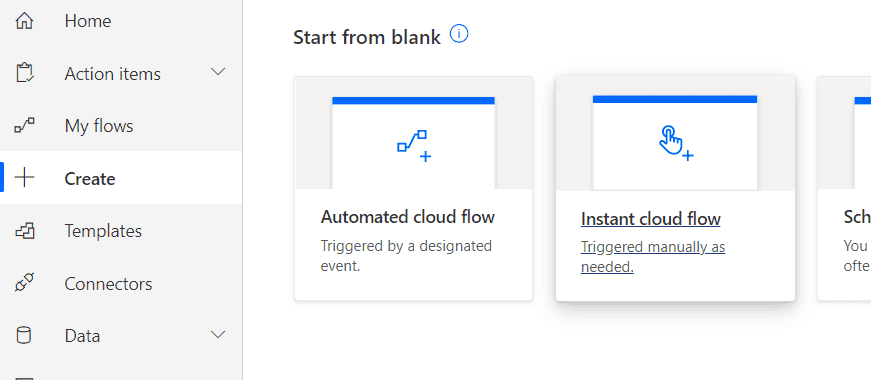 Home
Action items
My flows
Create
Templates
Connectors
Data
Start from blank
Automated cloud flow
Triggered by a designated
event.
Instant cloud flow
Triggered manually as
needed.
Sch
You
ofte